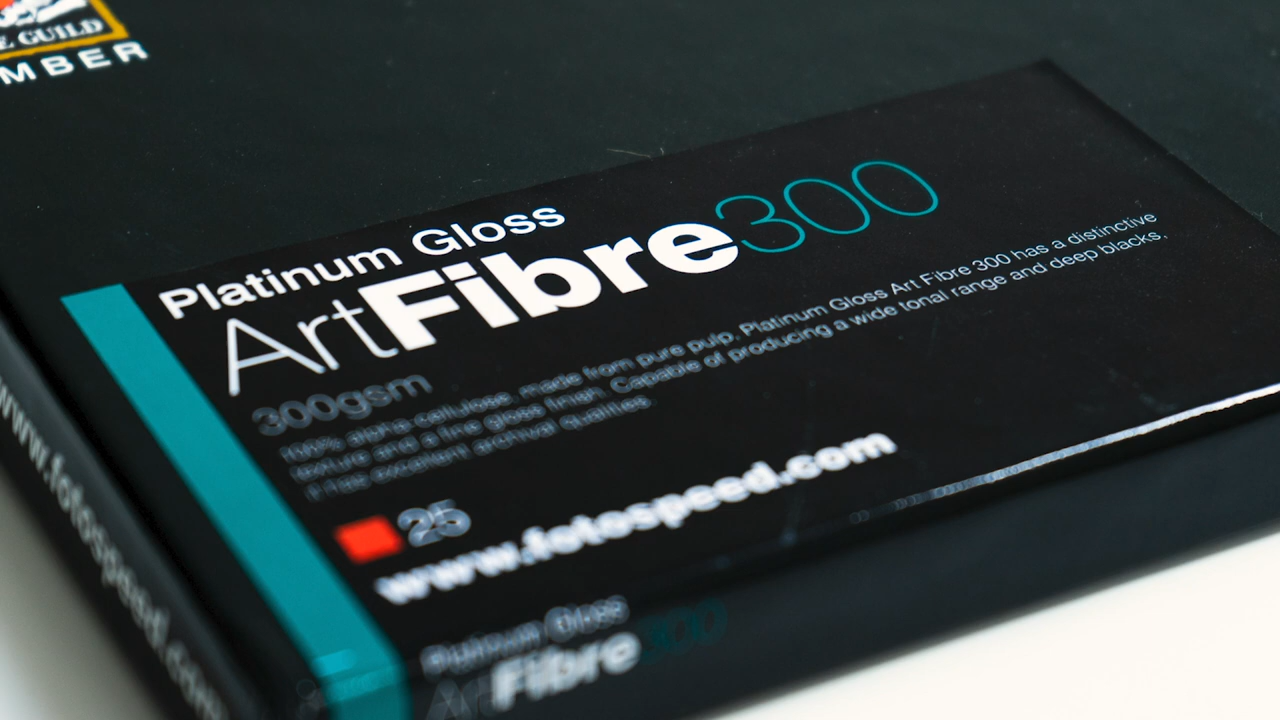 E GUILD
MBER
Platinum Gloss
ArtFibre300
300gsm
100% alpha-cellulose, made from pure pulp, Platinum Gloss Art Fibre 300 has a distinctive
texture and a fine gloss finish. Capable of producing a wide tonal range and deep blacks,
it has excellent archival qualities.
25
www.fotospeed.com
Platinum Gloss
ArtFibre300
www.fotospeed.com